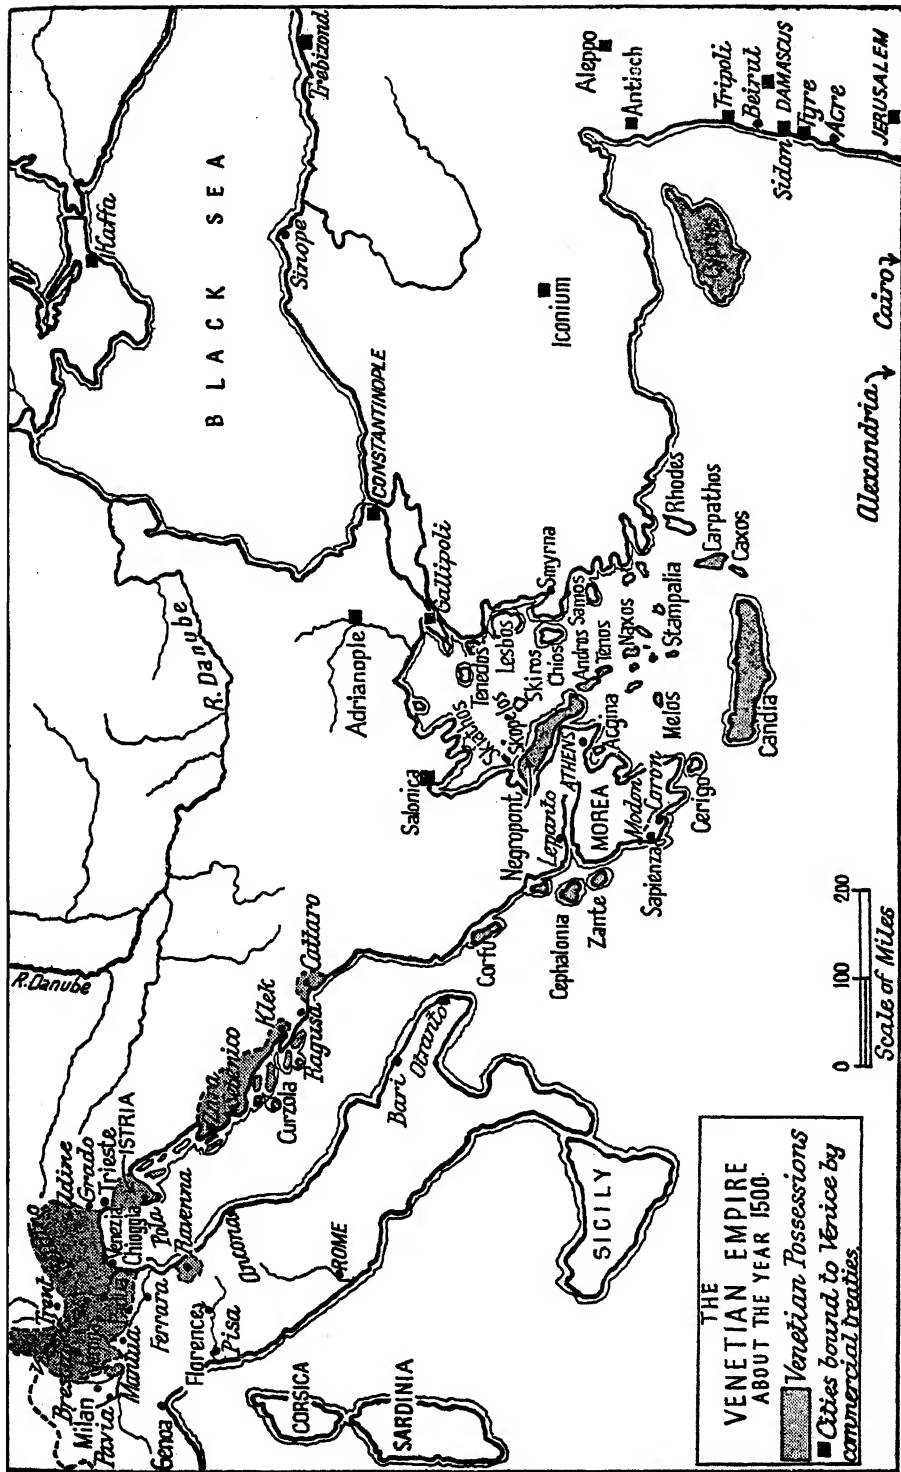 THE
VENETIAN EMPIRE
ABOUT THE YEAR 1500.
Venetian Possessions
Cities bound to Venice by
commercial treaties
Scale of Miles
0 100 200
BLACK SEA
Kaffa
Trebizond
Sinope
CONSTANTINOPLE
Gallipoli
Adrianople
Salonica
Iconium
Aleppo
Antioch
Tripoli
Beirut
DAMASCUS
Sidon
Tyre
Acre
JERUSALEM
Cyprus
Cairo
Alexandria
Rhodes
Carpathos
Caxos
Stampalia
Naxos
Melos
Candia
Smyrna
Samos
Chios
Lesbos
Tenedos
Skiros
Andros
Tenos
Skiathos
Skopelos
Negropont
ATHENS
Aegina
Lepanto
MOREA
Modon
Coron
Sapienza
Cerigo
Zante
Cephalonia
Corfu
R. Danube
R. Danube
Cattaro
Ragusa
Klek
Curzola
Sebenico
Zara
ISTRIA
Trieste
Grado
Udine
Venezia
Chioggia
Pola
Ravenna
Ancona
ROME
Bari
Otranto
SICILY
SARDINIA
CORSICA
Genoa
Pisa
Florence
Ferrara
Mantua
Pavia
Milan
Trent